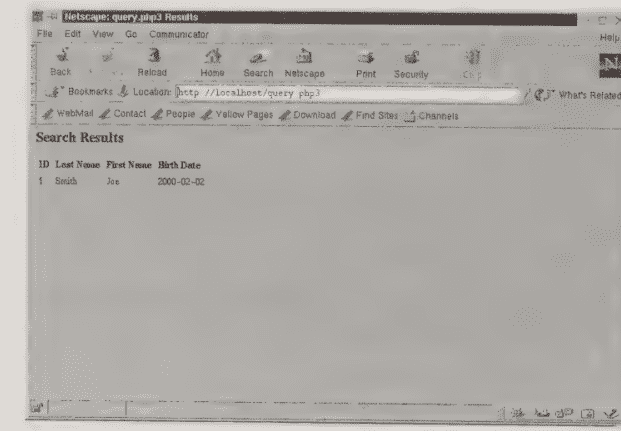 Netscape: query.php3 Results
File Edit View Go Communicator Help
Back Reload Home Search Netscape Print Security
Bookmarks Location: http //localhost/query php3 What's Related
WebMail Contact People Yellow Pages Download Find Sites Channels
Search Results
ID Last Name First Name Birth Date
1 Smith Joe 2000-02-02